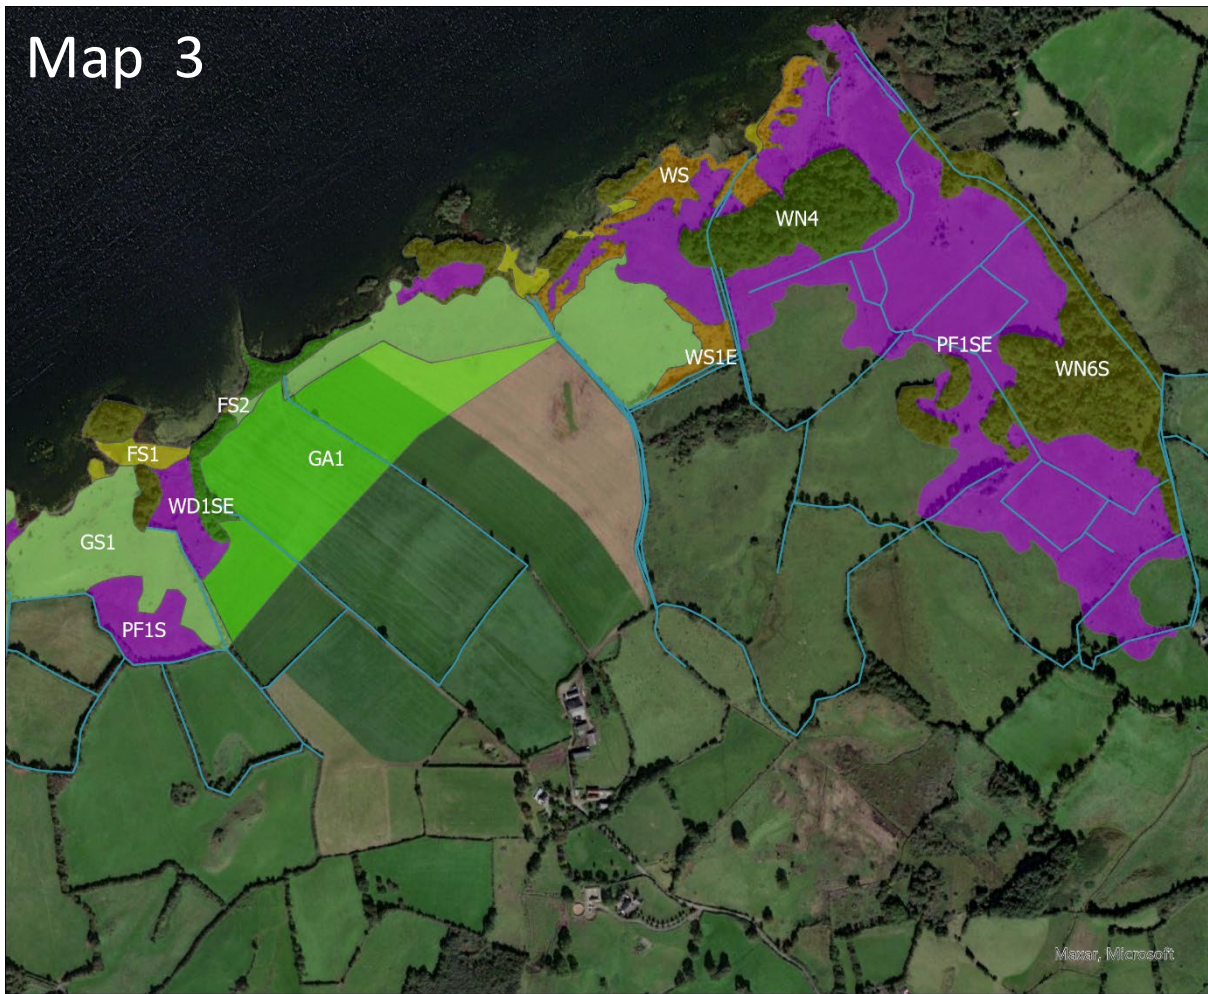 Map 3
WS
WN4
WS1E
PF1SE
WN6S
FS2
FS1
GA1
WD1SE
GS1
PF1S
Maxar, Microsoft